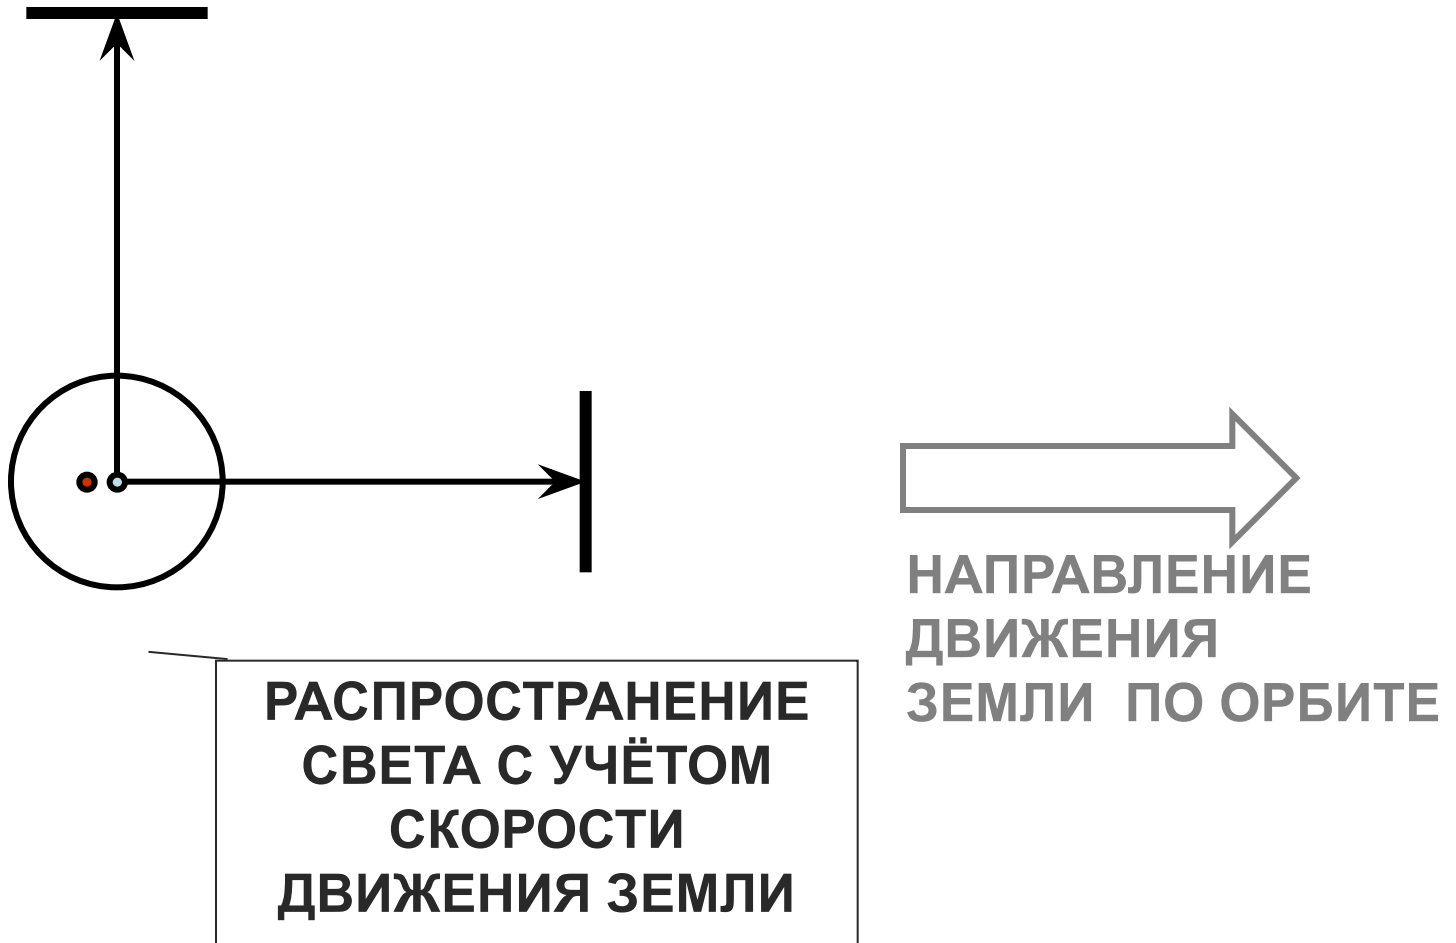 НАПРАВЛЕНИЕ
ДВИЖЕНИЯ
ЗЕМЛИ ПО ОРБИТЕ
РАСПРОСТРАНЕНИЕ
СВЕТА С УЧЁТОМ
СКОРОСТИ
ДВИЖЕНИЯ ЗЕМЛИ